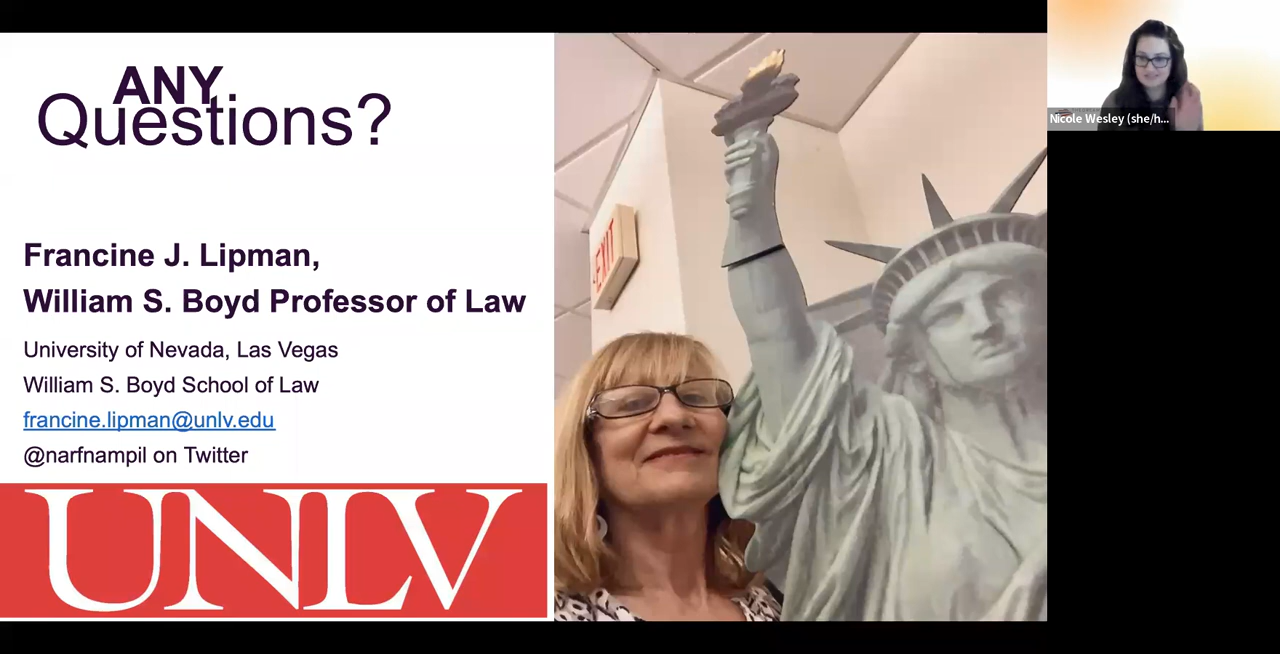 ANY
Questions?
Francine J. Lipman,
William S. Boyd Professor of Law
University of Nevada, Las Vegas
William S. Boyd School of Law
francine.lipman@unlv.edu
@narfnampil on Twitter
UNLV
EXIT
Nicole Wesley (she/h...